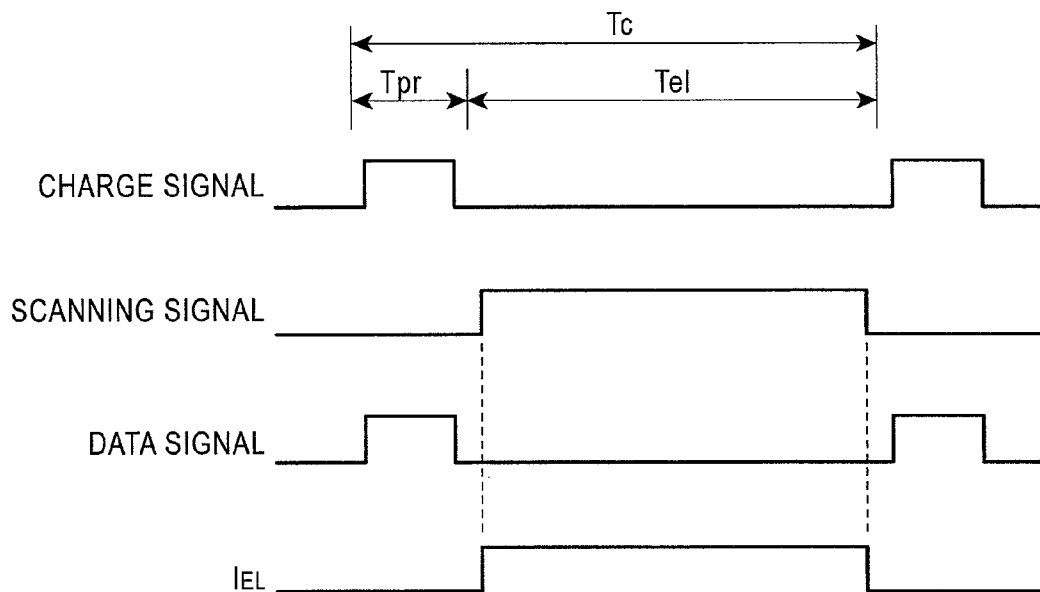 Tc
Tpr Tel
CHARGE SIGNAL
SCANNING SIGNAL
DATA SIGNAL
IEL